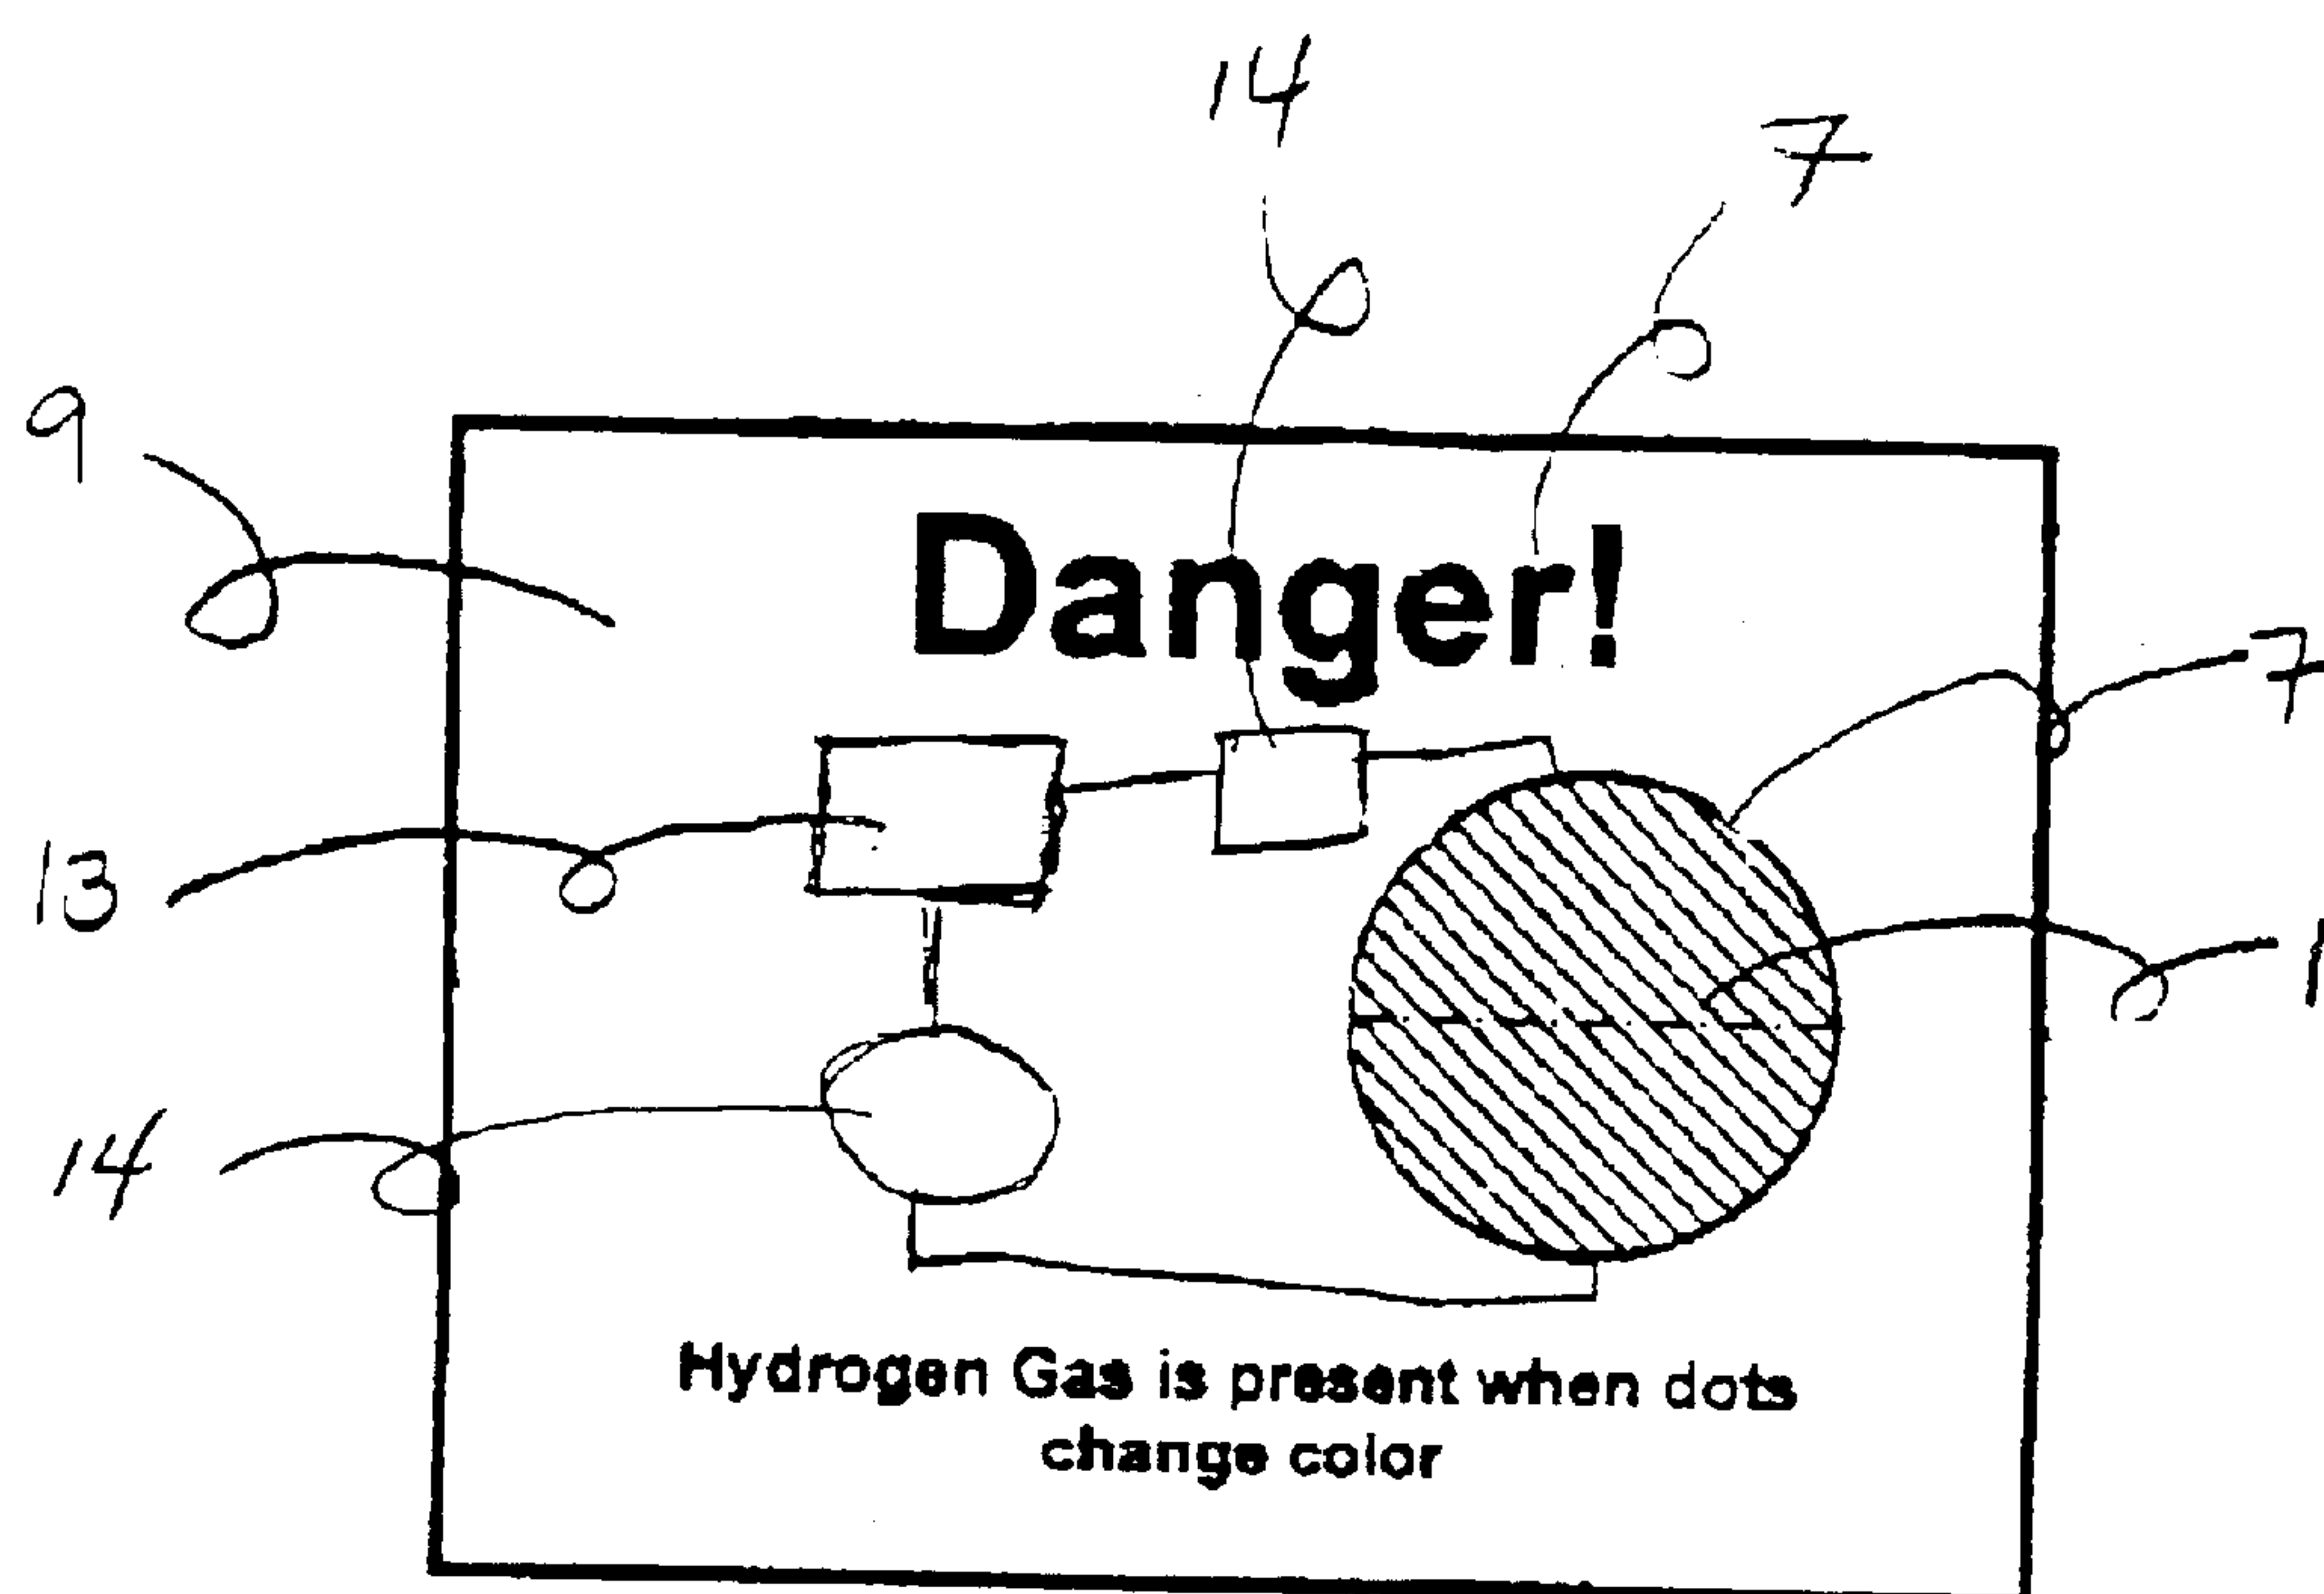 14
7
9
Danger!
7
13
14
Hydrogen Gas is present when dots
change color